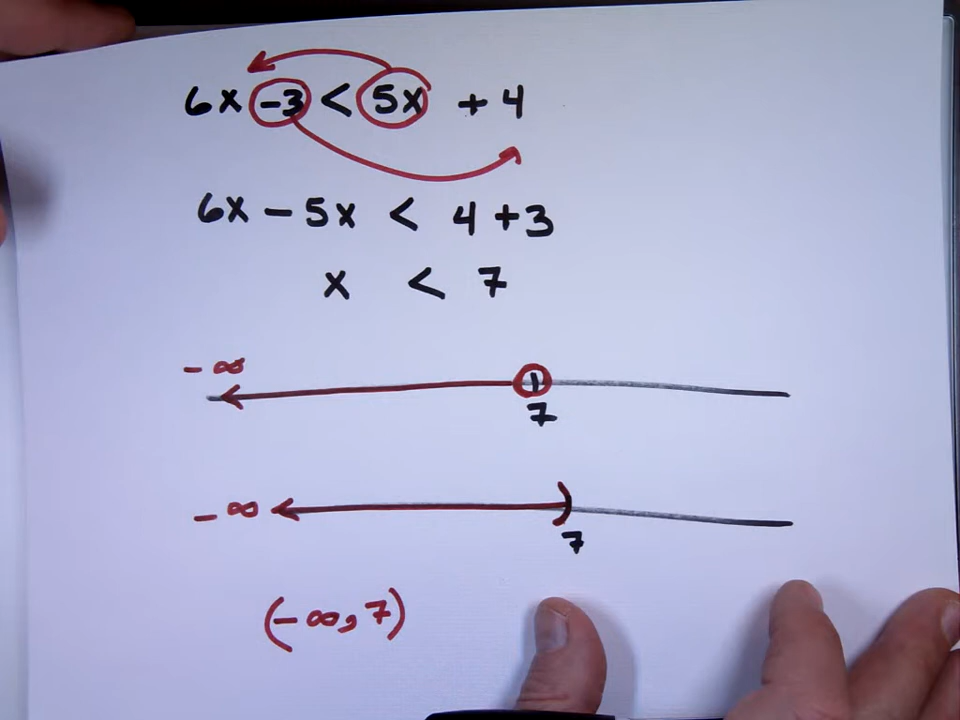 6x -3 < 5x + 4
6x - 5x < 4 + 3
x < 7
- ∞
7
- ∞
7
(- ∞, 7)